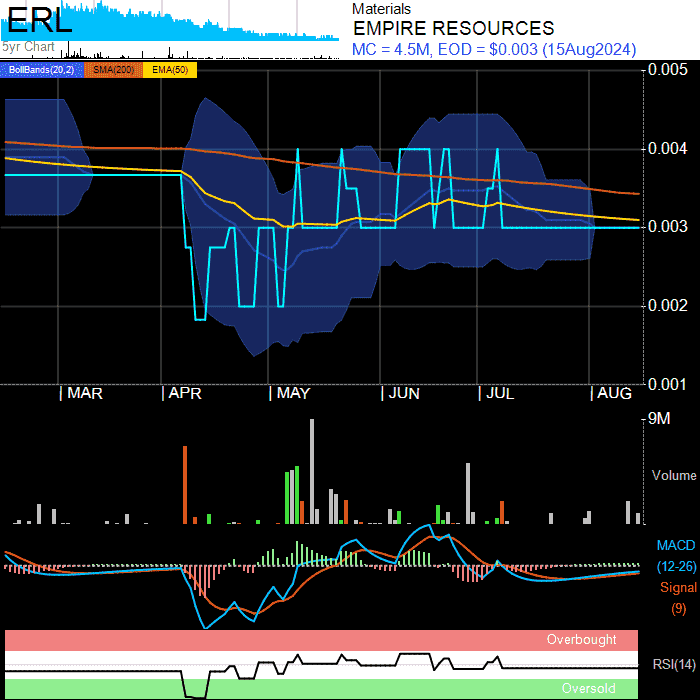 ERL
5yr Chart
Materials
EMPIRE RESOURCES
MC = 4.5M, EOD = $0.003 (15Aug2024)
BollBands(20,2) SMA(200) EMA(50)
0.005
0.004
0.003
0.002
0.001
MAR APR MAY JUN JUL AUG
9M
Volume
MACD
(12-26)
Signal
(9)
Overbought
RSI(14)
Oversold